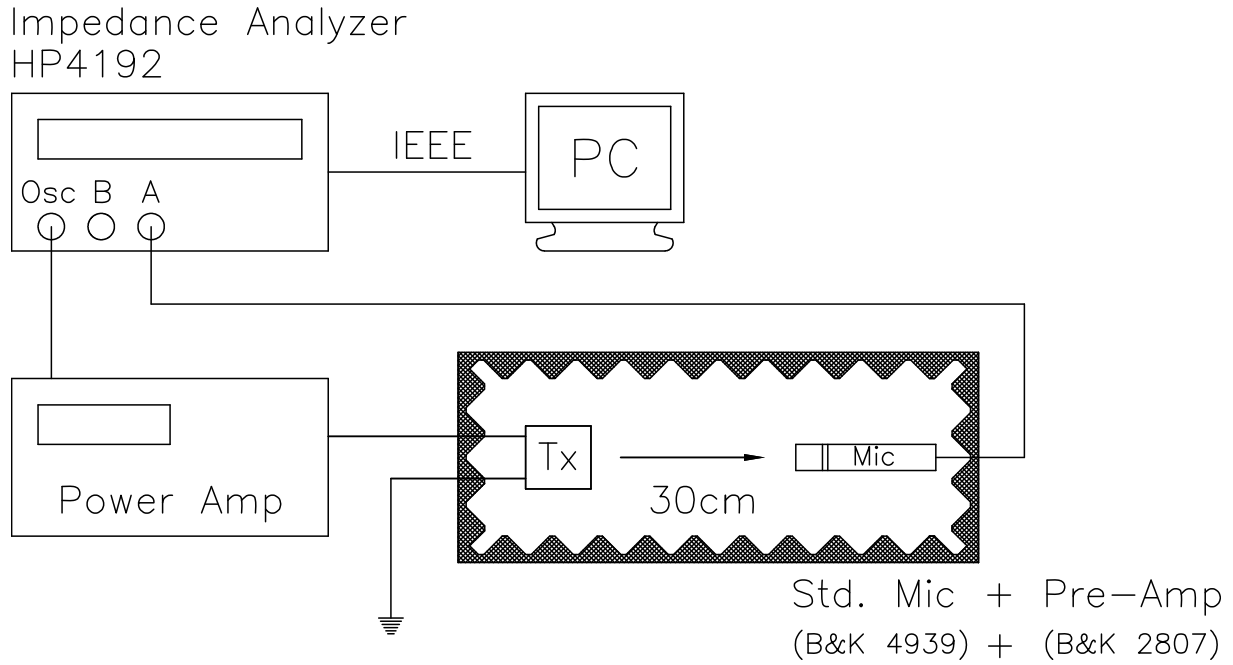 Impedance Analyzer
HP4192
IEEE
PC
Osc B A
Power Amp
Tx
Mic
30cm
Std. Mic + Pre-Amp
(B&K 4939) + (B&K 2807)